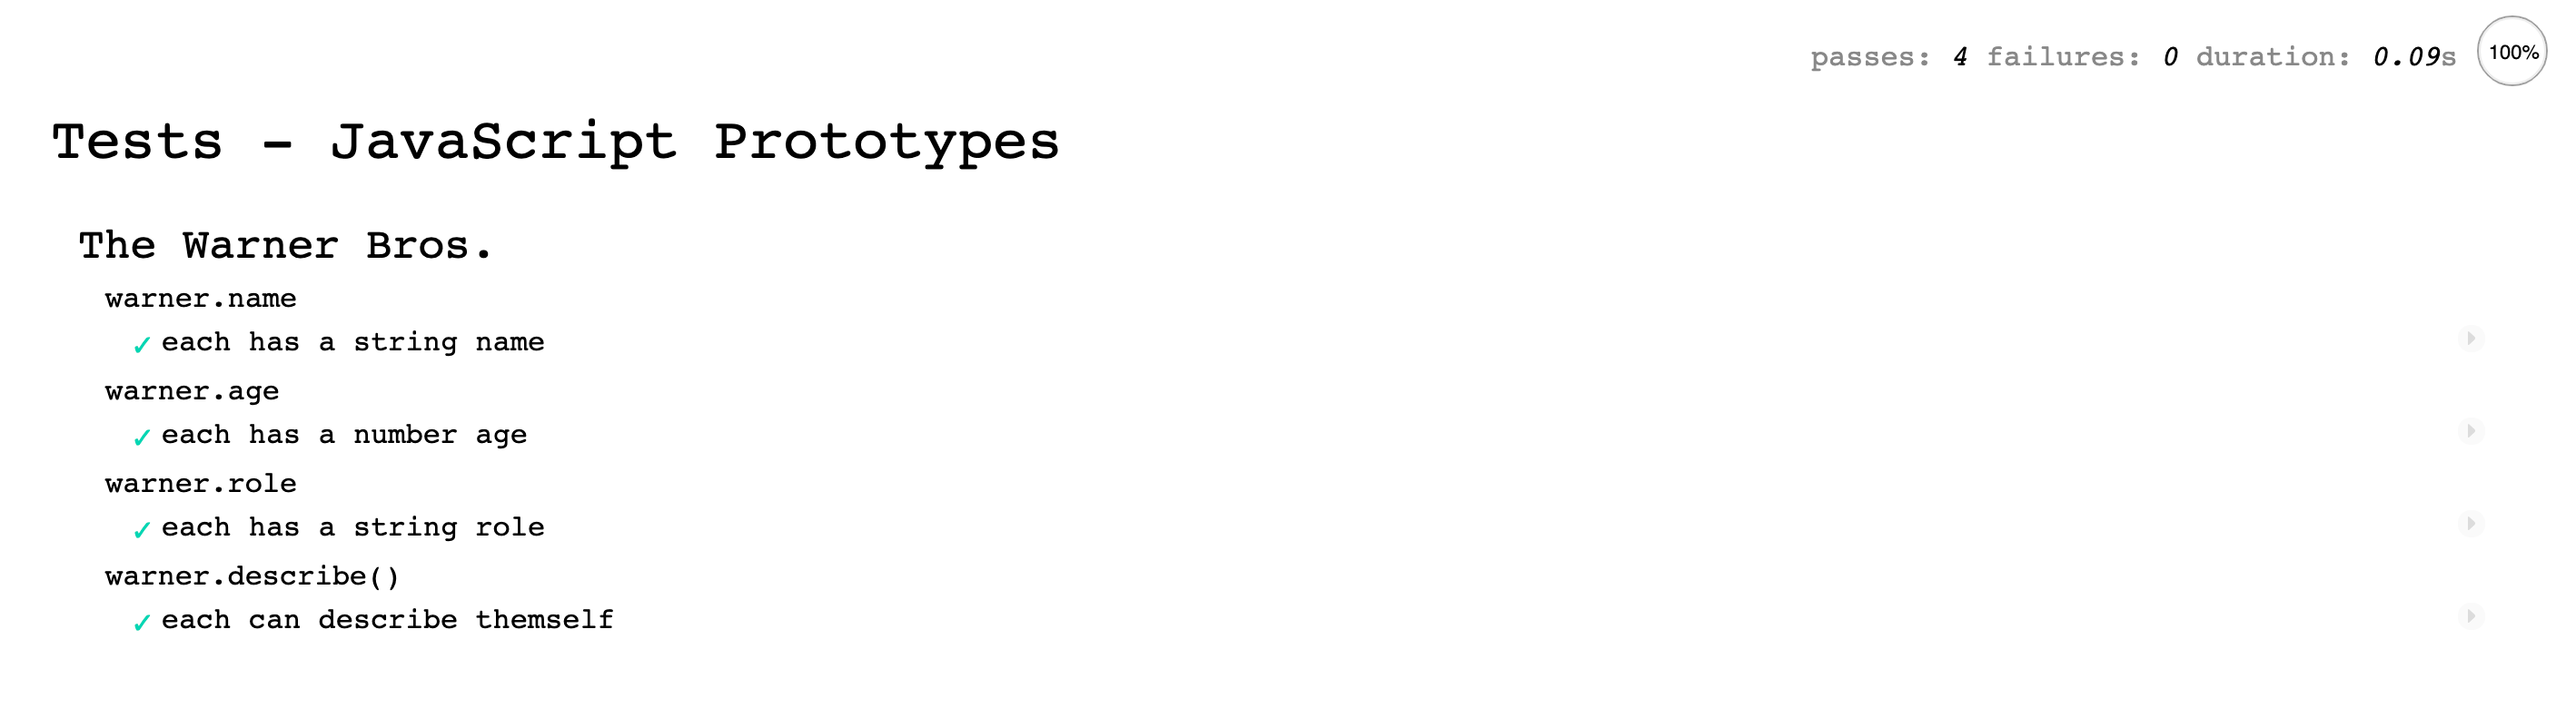 passes: 4 failures: 0 duration: 0.09s 100%
Tests - JavaScript Prototypes
The Warner Bros.
warner.name
✓ each has a string name
warner.age
✓ each has a number age
warner.role
✓ each has a string role
warner.describe()
✓ each can describe themself